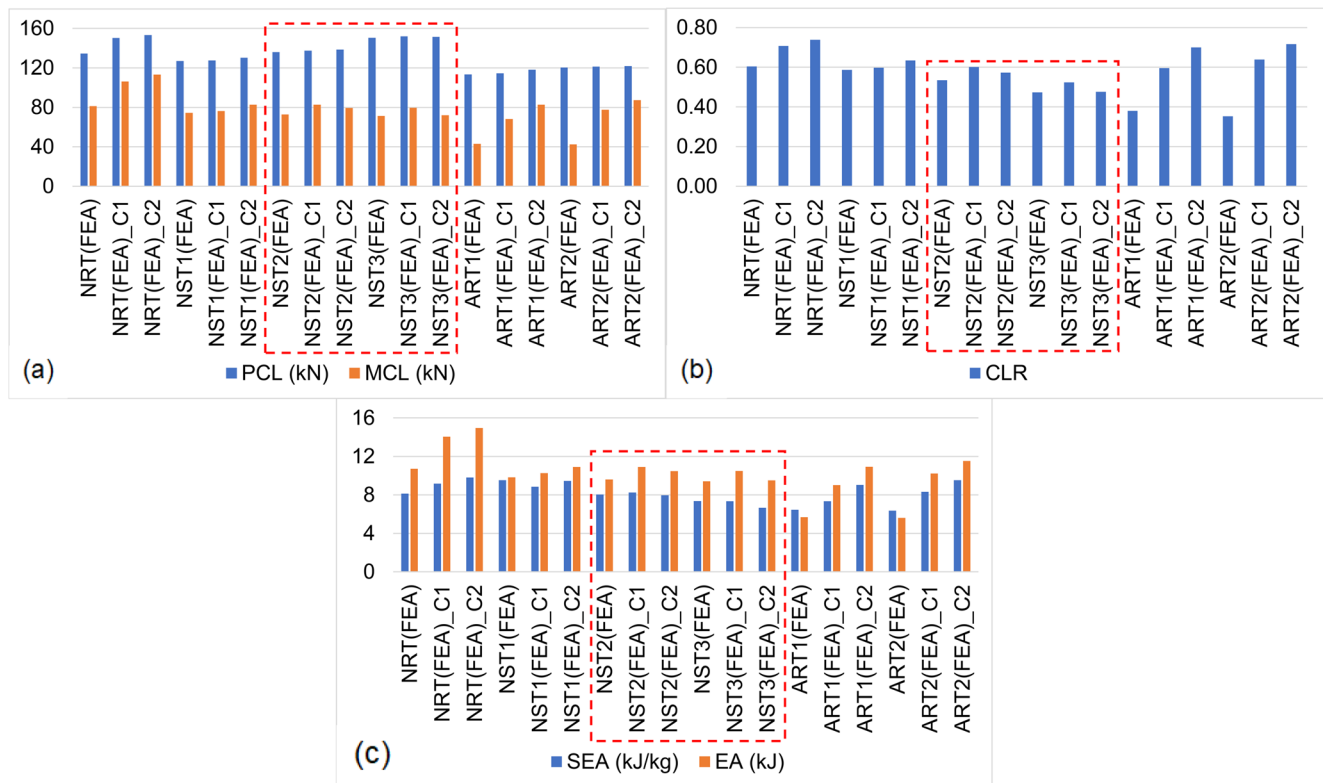 160
120
80
40
0
NRT(FEA)
NRT(FEA)_C1
NRT(FEA)_C2
NST1(FEA)
NST1(FEA)_C1
NST1(FEA)_C2
NST2(FEA)
NST2(FEA)_C1
NST2(FEA)_C2
NST3(FEA)
NST3(FEA)_C1
NST3(FEA)_C2
ART1(FEA)
ART1(FEA)_C1
ART1(FEA)_C2
ART2(FEA)
ART2(FEA)_C1
ART2(FEA)_C2
(a)
PCL (kN) MCL (kN)
0.80
0.60
0.40
0.20
0.00
NRT(FEA)
NRT(FEA)_C1
NRT(FEA)_C2
NST1(FEA)
NST1(FEA)_C1
NST1(FEA)_C2
NST2(FEA)
NST2(FEA)_C1
NST2(FEA)_C2
NST3(FEA)
NST3(FEA)_C1
NST3(FEA)_C2
ART1(FEA)
ART1(FEA)_C1
ART1(FEA)_C2
ART2(FEA)
ART2(FEA)_C1
ART2(FEA)_C2
(b)
CLR
16
12
8
4
0
NRT(FEA)
NRT(FEA)_C1
NRT(FEA)_C2
NST1(FEA)
NST1(FEA)_C1
NST1(FEA)_C2
NST2(FEA)
NST2(FEA)_C1
NST2(FEA)_C2
NST3(FEA)
NST3(FEA)_C1
NST3(FEA)_C2
ART1(FEA)
ART1(FEA)_C1
ART1(FEA)_C2
ART2(FEA)
ART2(FEA)_C1
ART2(FEA)_C2
(c)
SEA (kJ/kg) EA (kJ)